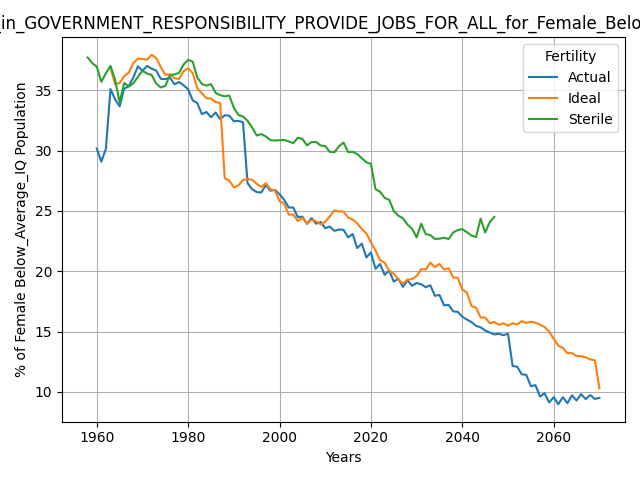 in_GOVERNMENT_RESPONSIBILITY_PROVIDE_JOBS_FOR_ALL_for_Female_Belo
Fertility
Actual
Ideal
Sterile
% of Female Below_Average_IQ Population
35
30
25
20
15
10
1960 1980 2000 2020 2040 2060
Years